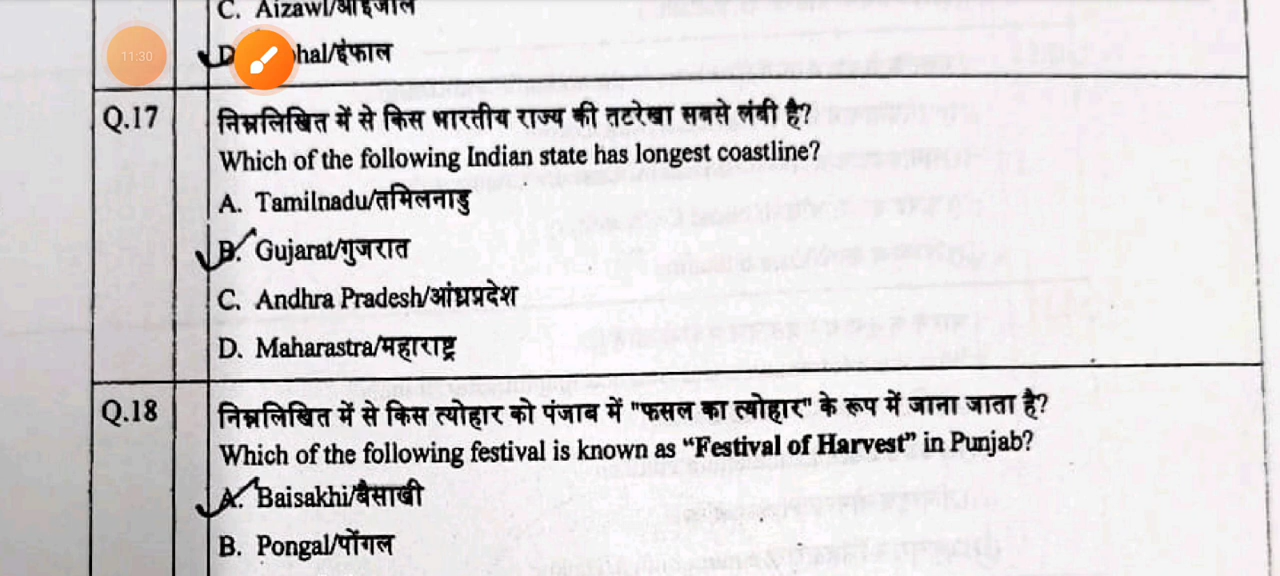 C. Aizawl/आइजोल
D hal/इंफाल
11:30
Q.17 निम्नलिखित में से किस भारतीय राज्य की तटरेखा सबसे लंबी है?
Which of the following Indian state has longest coastline?
A. Tamilnadu/तमिलनाडु
B. Gujarat/गुजरात
C. Andhra Pradesh/आंध्रप्रदेश
D. Maharastra/महाराष्ट्र
Q.18 निम्नलिखित में से किस त्योहार को पंजाब में "फसल का त्योहार" के रूप में जाना जाता है?
Which of the following festival is known as “Festival of Harvest” in Punjab?
A. Baisakhi/बैसाखी
B. Pongal/पोंगल